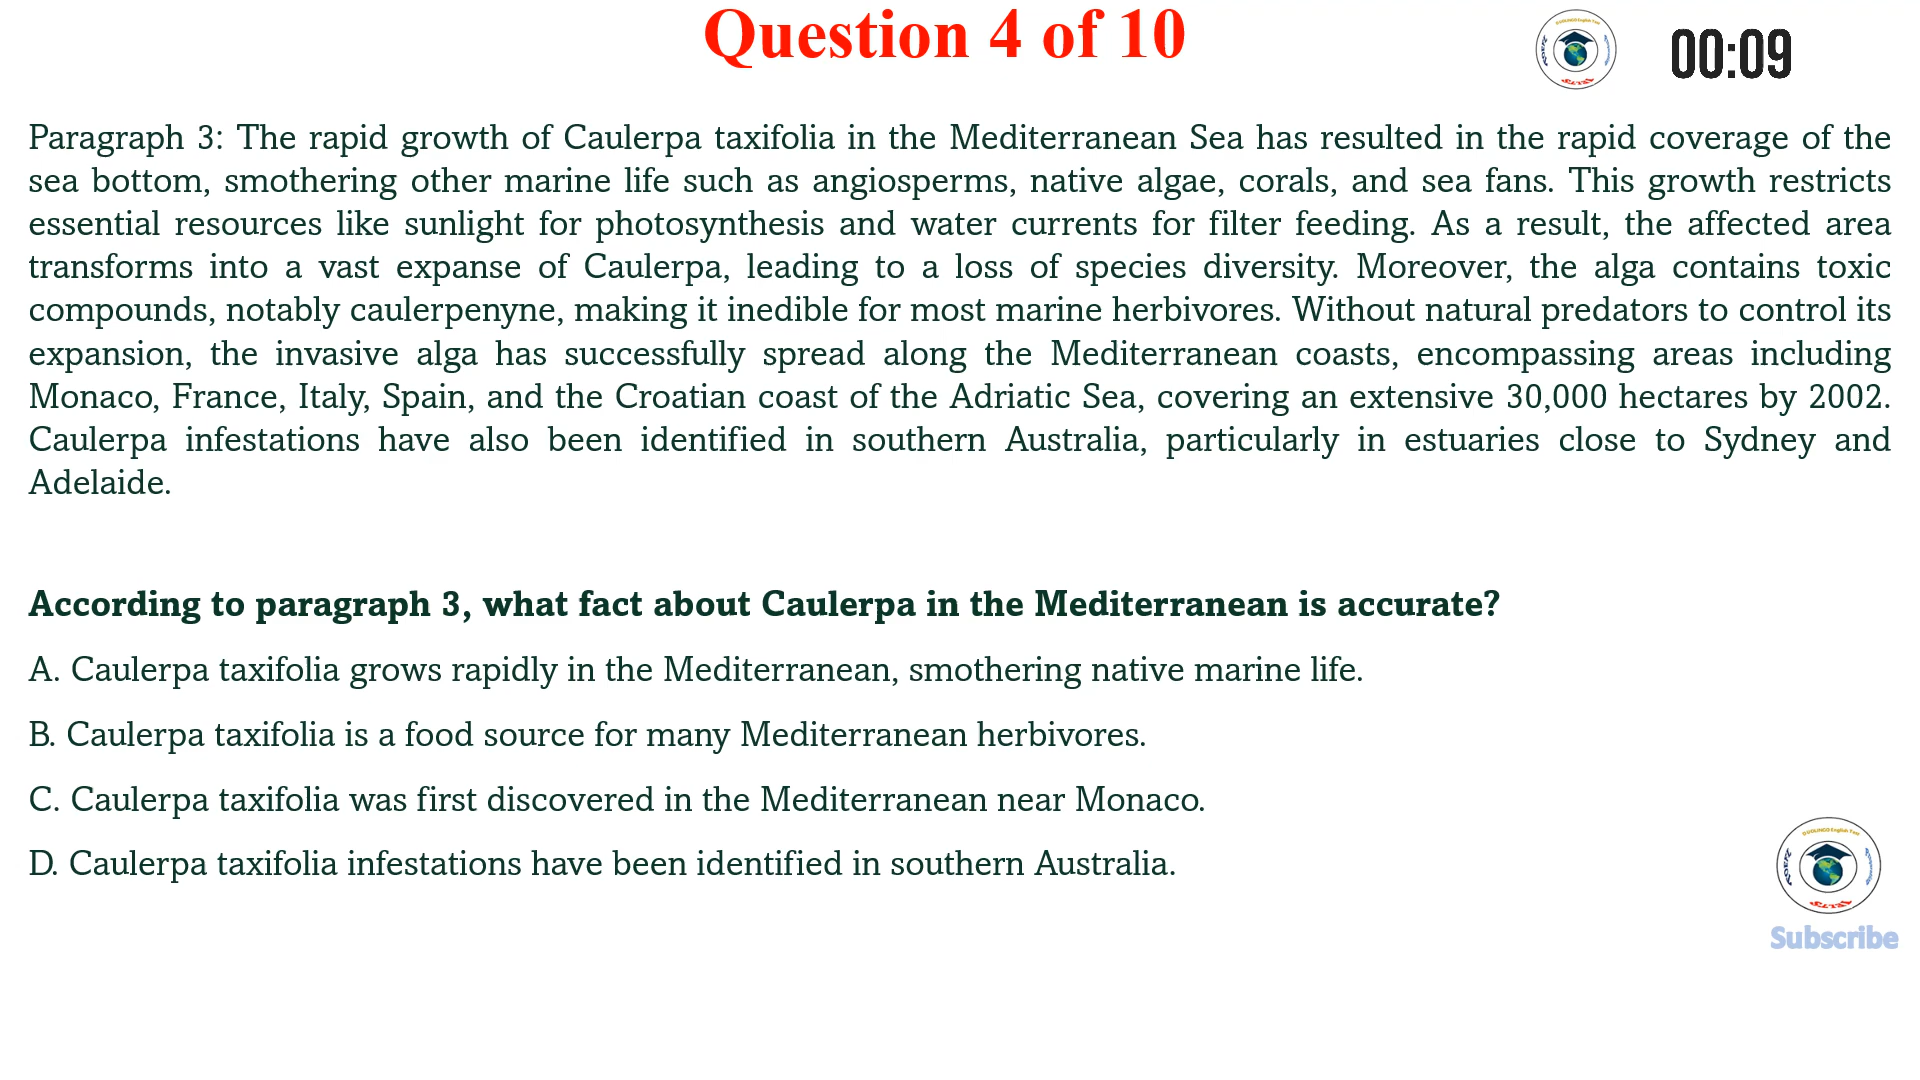 Question 4 of 10
00:09
Paragraph 3: The rapid growth of Caulerpa taxifolia in the Mediterranean Sea has resulted in the rapid coverage of the
sea bottom, smothering other marine life such as angiosperms, native algae, corals, and sea fans. This growth restricts
essential resources like sunlight for photosynthesis and water currents for filter feeding. As a result, the affected area
transforms into a vast expanse of Caulerpa, leading to a loss of species diversity. Moreover, the alga contains toxic
compounds, notably caulerpenyne, making it inedible for most marine herbivores. Without natural predators to control its
expansion, the invasive alga has successfully spread along the Mediterranean coasts, encompassing areas including
Monaco, France, Italy, Spain, and the Croatian coast of the Adriatic Sea, covering an extensive 30,000 hectares by 2002.
Caulerpa infestations have also been identified in southern Australia, particularly in estuaries close to Sydney and
Adelaide.
According to paragraph 3, what fact about Caulerpa in the Mediterranean is accurate?
A. Caulerpa taxifolia grows rapidly in the Mediterranean, smothering native marine life.
B. Caulerpa taxifolia is a food source for many Mediterranean herbivores.
C. Caulerpa taxifolia was first discovered in the Mediterranean near Monaco.
D. Caulerpa taxifolia infestations have been identified in southern Australia.
DUOLINGO English Test
IELTS
Subscribe